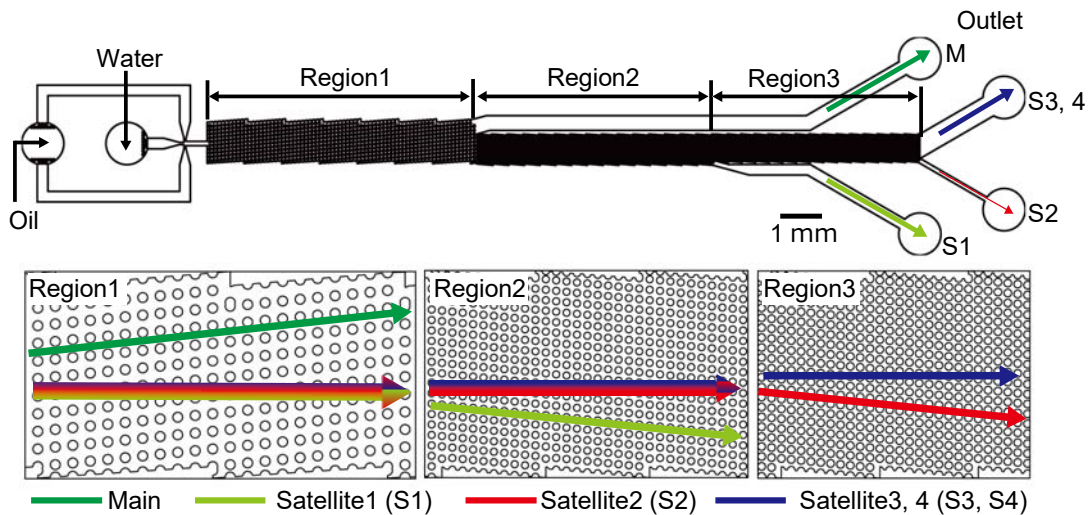 Outlet
Water
M
Region1
Region2
Region3
S3, 4
Oil
S2
1 mm
S1
Region1
Region2
Region3
Main
Satellite1 (S1)
Satellite2 (S2)
Satellite3, 4 (S3, S4)